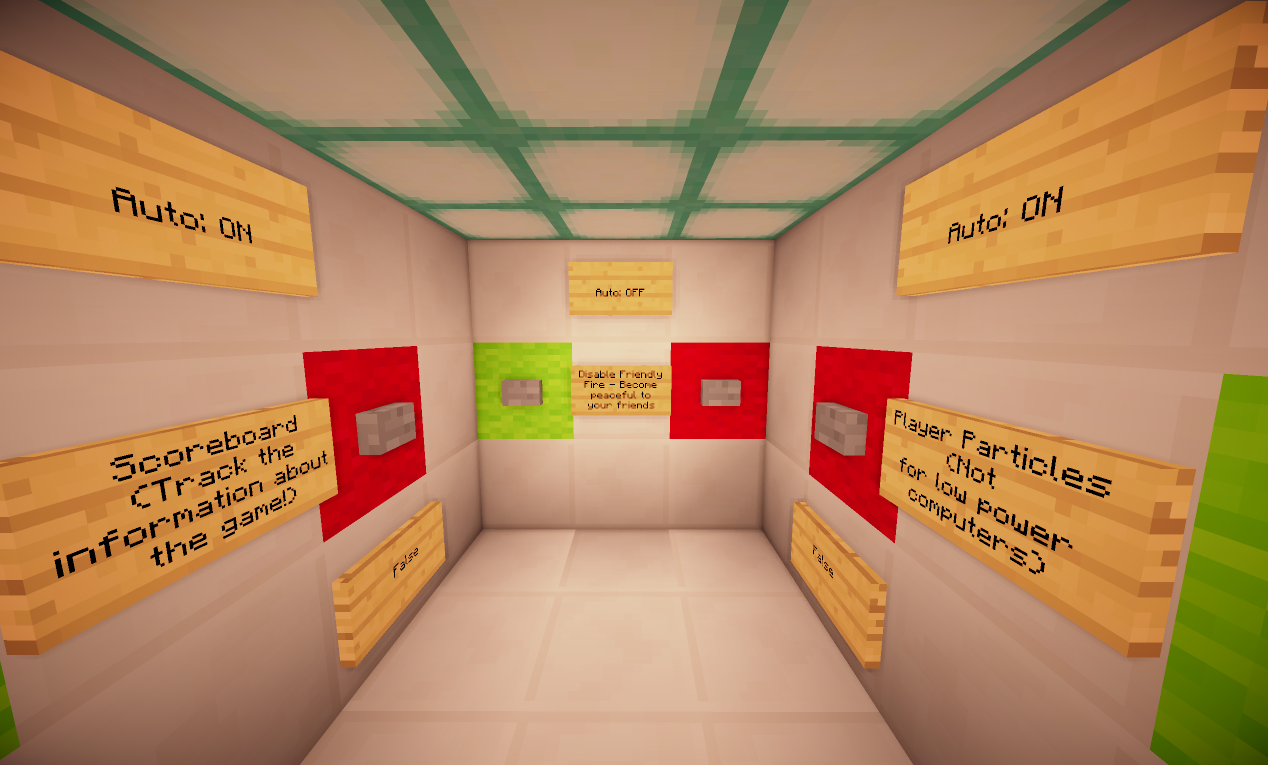 Auto: ON
Scoreboard
(Track the
information about
the game!)
False
Auto: OFF
Disable Friendly
Fire - Become
peaceful to
your friends
Auto: ON
Player Particles
(Not
for low power
computers)
False